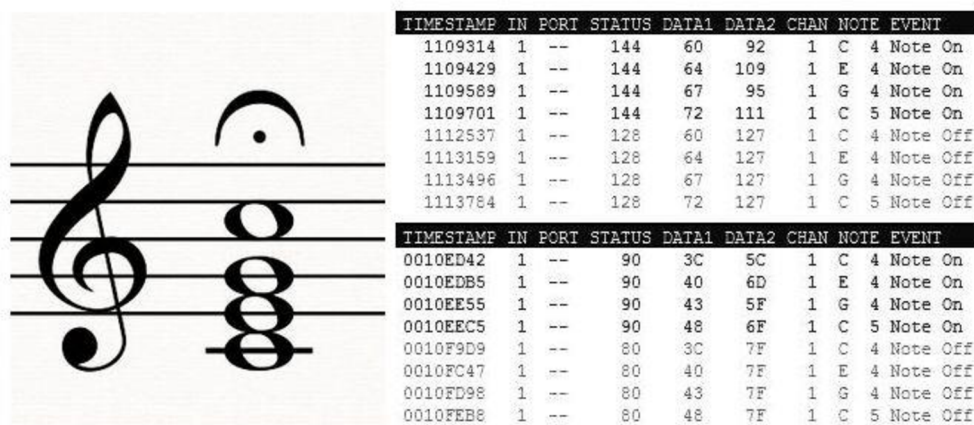 TIMESTAMP IN PORT STATUS DATA1 DATA2 CHAN NOTE EVENT
1109314 1 -- 144 60 92 1 C 4 Note On
1109429 1 -- 144 64 109 1 E 4 Note On
1109589 1 -- 144 67 95 1 G 4 Note On
1109701 1 -- 144 72 111 1 C 5 Note On
1112537 1 -- 128 60 127 1 C 4 Note Off
1113159 1 -- 128 64 127 1 E 4 Note Off
1113496 1 -- 128 67 127 1 G 4 Note Off
1113784 1 -- 128 72 127 1 C 5 Note Off
TIMESTAMP IN PORT STATUS DATA1 DATA2 CHAN NOTE EVENT
0010ED42 1 -- 90 3C 5C 1 C 4 Note On
0010EDB5 1 -- 90 40 6D 1 E 4 Note On
0010EE55 1 -- 90 43 5F 1 G 4 Note On
0010EEC5 1 -- 90 48 6F 1 C 5 Note On
0010F9D9 1 -- 80 3C 7F 1 C 4 Note Off
0010FC47 1 -- 80 40 7F 1 E 4 Note Off
0010FD98 1 -- 80 43 7F 1 G 4 Note Off
0010FEB8 1 -- 80 48 7F 1 C 5 Note Off